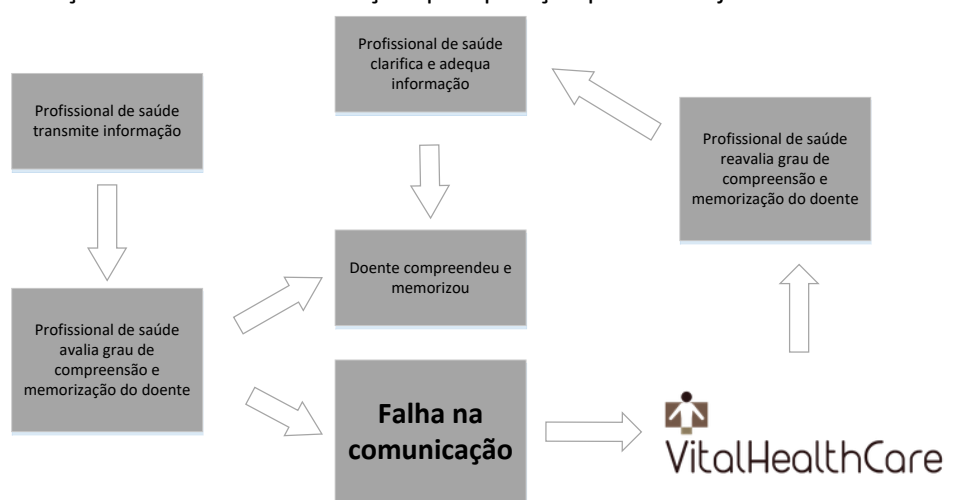 Profissional de saúde
transmite informação
Profissional de saúde
avalia grau de
compreensão e
memorização do doente
Doente compreendeu e
memorizou
Falha na
comunicação
VitalHealthCare
Profissional de saúde
reavalia grau de
compreensão e
memorização do doente
Profissional de saúde
clarifica e adequa
informação